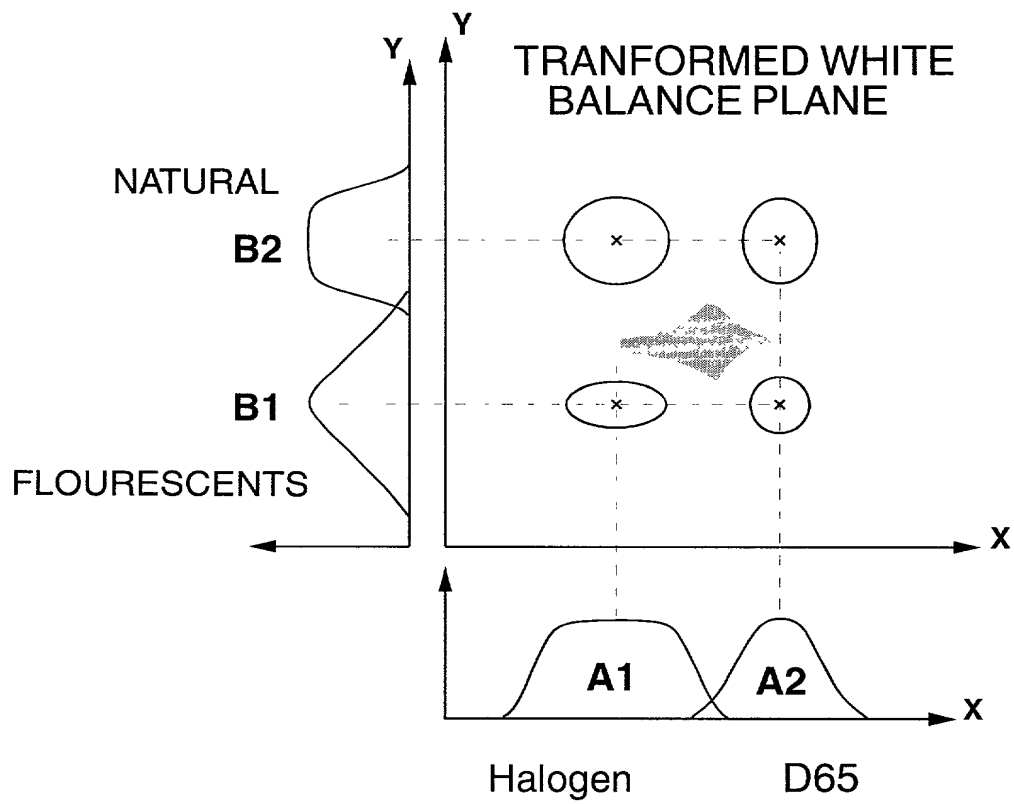 Y
Y
TRANFORMED WHITE
BALANCE PLANE
NATURAL
B2
B1
FLOURESCENTS
X
A1
A2
X
Halogen
D65